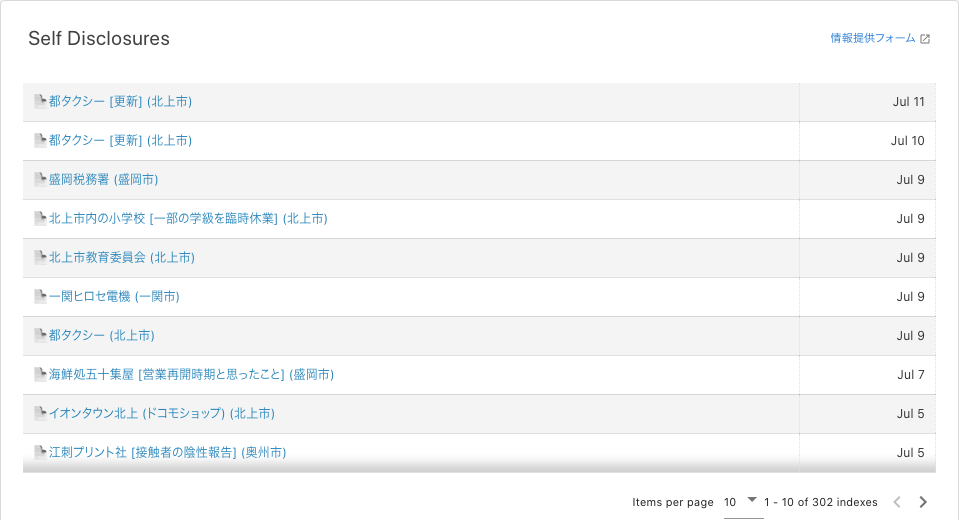 Self Disclosures
情報提供フォーム
都タクシー [更新] (北上市) Jul 11
都タクシー [更新] (北上市) Jul 10
盛岡税務署 (盛岡市) Jul 9
北上市内の小学校 [一部の学級を臨時休業] (北上市) Jul 9
北上市教育委員会 (北上市) Jul 9
一関ヒロセ電機 (一関市) Jul 9
都タクシー (北上市) Jul 9
海鮮処五十集屋 [営業再開時期と思ったこと] (盛岡市) Jul 7
イオンタウン北上 (ドコモショップ) (北上市) Jul 5
江刺プリント社 [接触者の陰性報告] (奥州市) Jul 5
Items per page 10 1 - 10 of 302 indexes